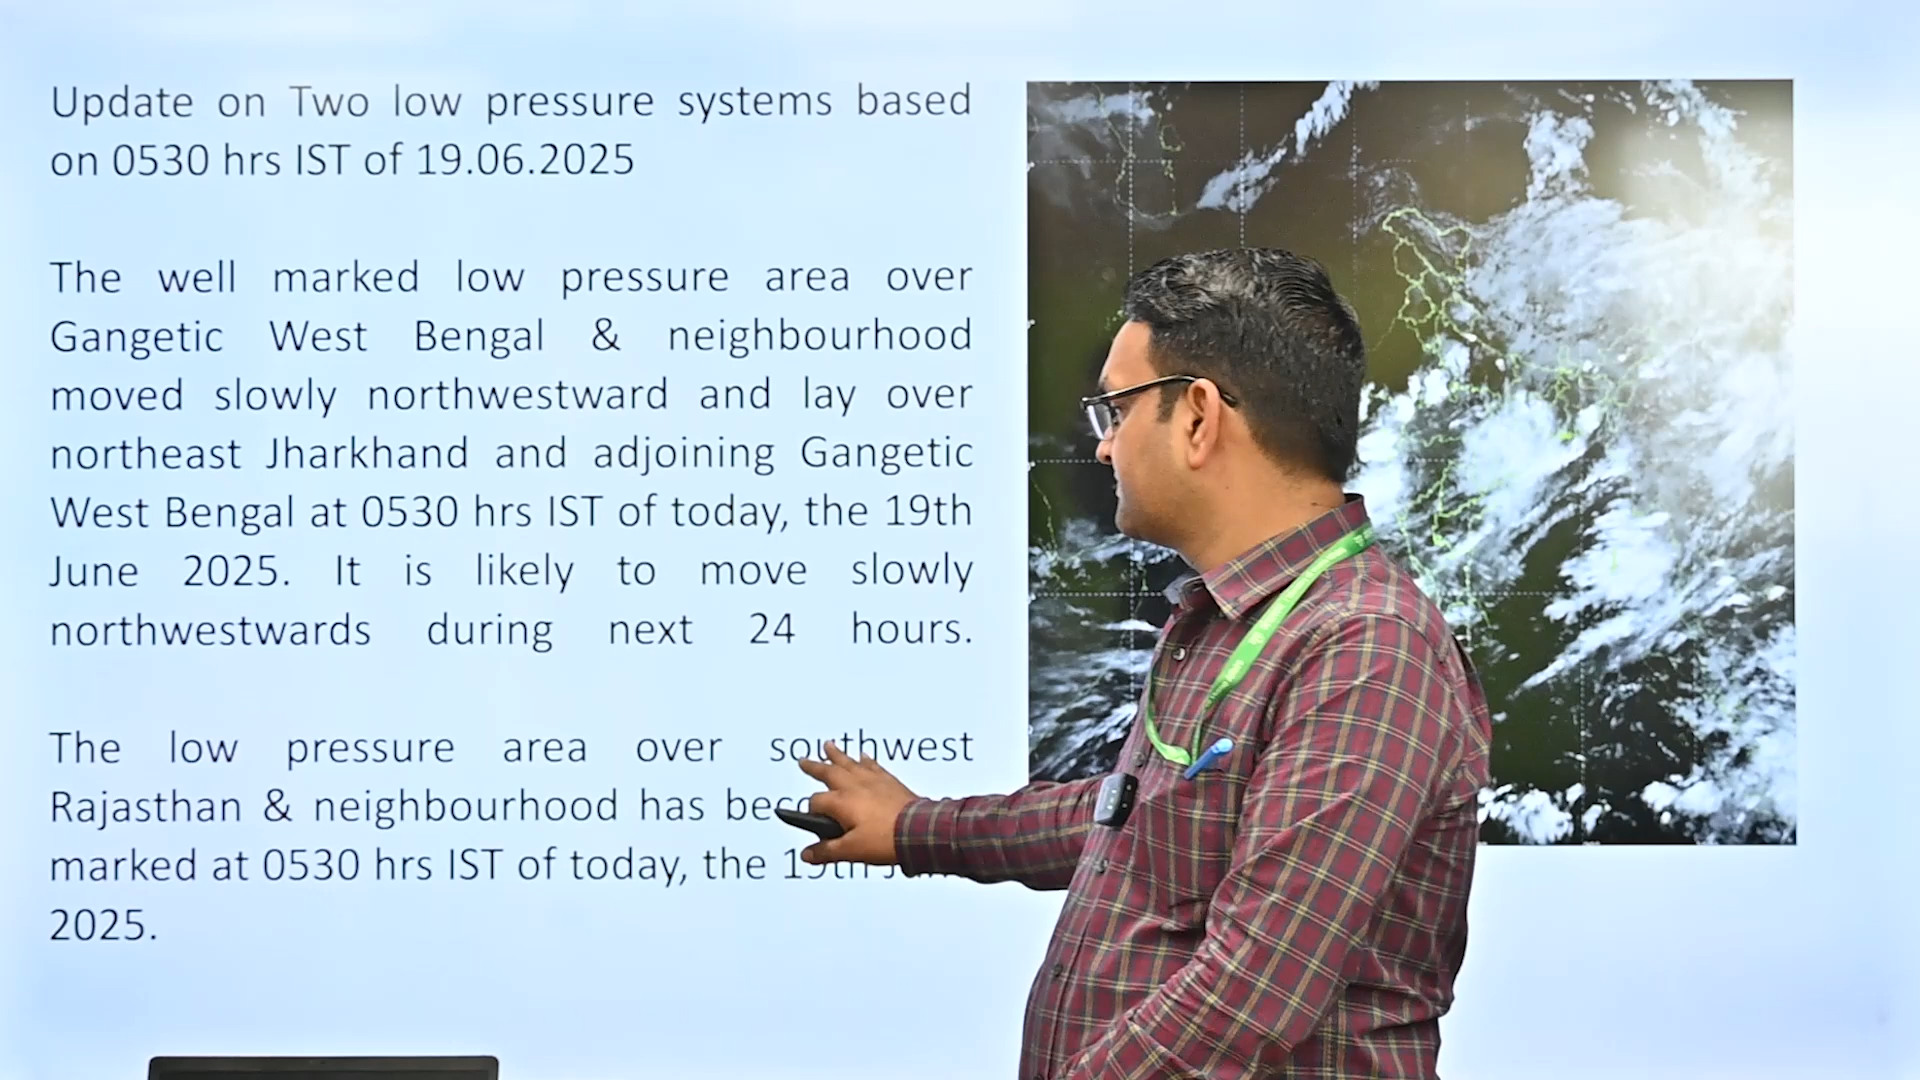 Update on Two low pressure systems based
on 0530 hrs IST of 19.06.2025
The well marked low pressure area over
Gangetic West Bengal & neighbourhood
moved slowly northwestward and lay over
northeast Jharkhand and adjoining Gangetic
West Bengal at 0530 hrs IST of today, the 19th
June 2025. It is likely to move slowly
northwestwards during next 24 hours.
The low pressure area over southwest
Rajasthan & neighbourhood has
marked at 0530 hrs IST of today, the 19th
2025.